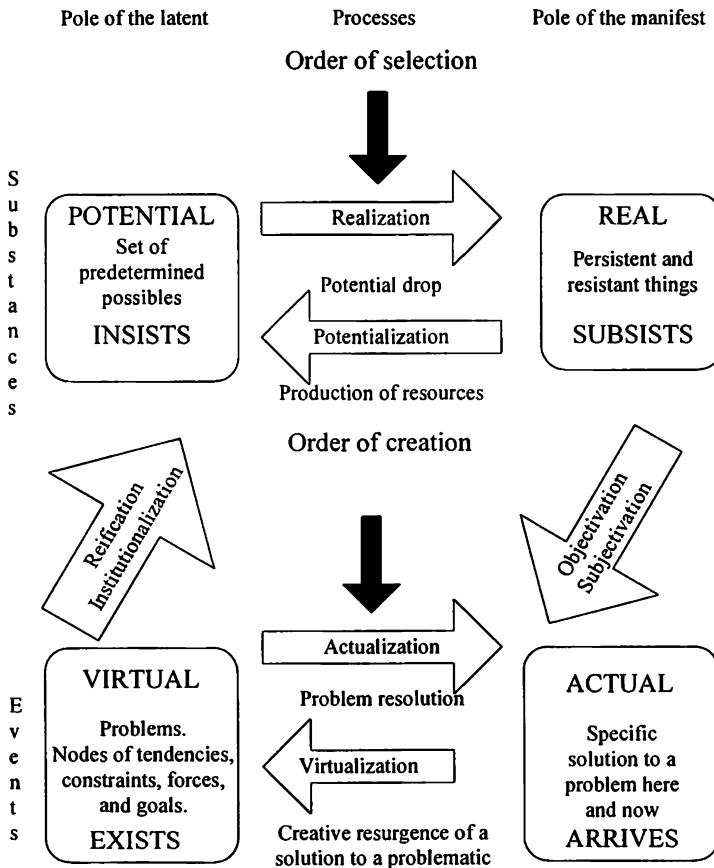 Pole of the latent
Processes
Pole of the manifest
Order of selection
Substances
POTENTIAL
Set of
predetermined
possibles
INSISTS
Realization
Potential drop
Potentialization
Production of resources
REAL
Persistent and
resistant things
SUBSISTS
Order of creation
Reification
Institutionalization
Objectivation
Subjectivation
Events
VIRTUAL
Problems.
Nodes of tendencies,
constraints, forces,
and goals.
EXISTS
Actualization
Problem resolution
Virtualization
Creative resurgence of a
solution to a problematic
ACTUAL
Specific
solution to a
problem here
and now
ARRIVES